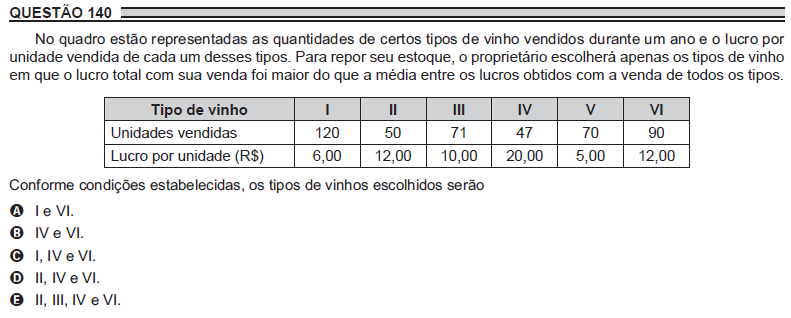 QUESTÃO 140
No quadro estão representadas as quantidades de certos tipos de vinho vendidos durante um ano e o lucro por
unidade vendida de cada um desses tipos. Para repor seu estoque, o proprietário escolherá apenas os tipos de vinho
em que o lucro total com sua venda foi maior do que a média entre os lucros obtidos com a venda de todos os tipos.
Tipo de vinho I II III IV V VI
Unidades vendidas 120 50 71 47 70 90
Lucro por unidade (R$) 6,00 12,00 10,00 20,00 5,00 12,00
Conforme condições estabelecidas, os tipos de vinhos escolhidos serão
A I e VI.
B IV e VI.
C I, IV e VI.
D II, IV e VI.
E II, III, IV e VI.